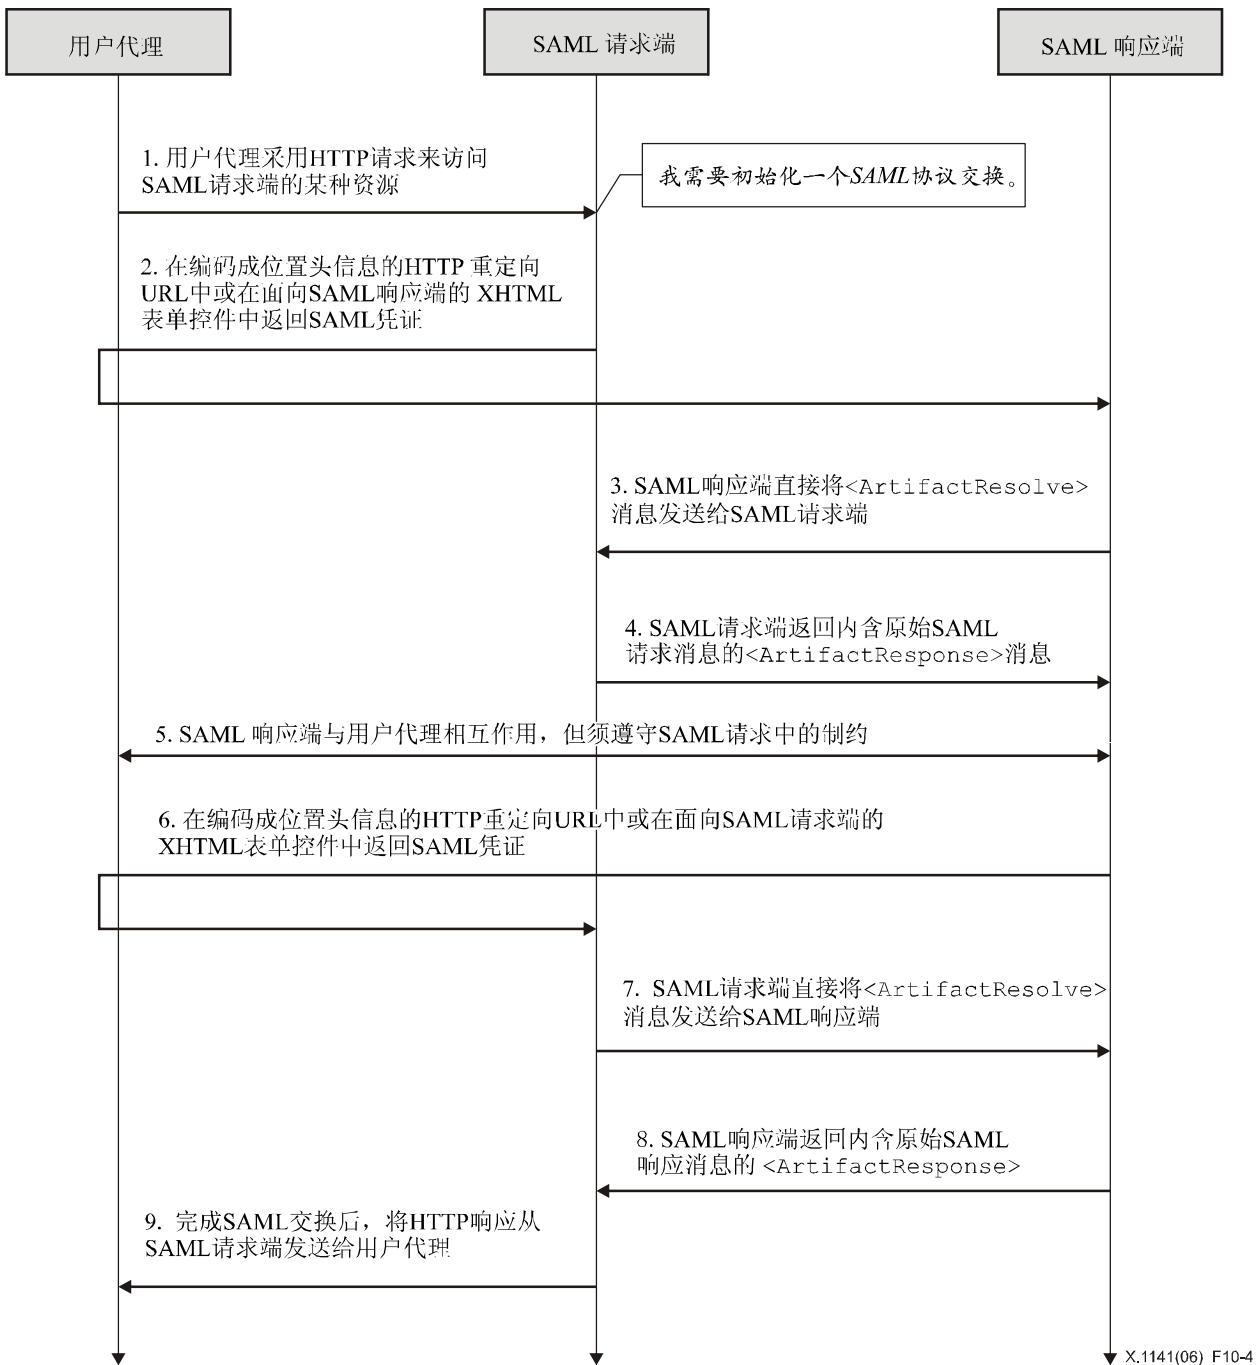 用户代理
SAML 请求端
SAML 响应端
1. 用户代理采用HTTP请求来访问
SAML请求端的某种资源
我需要初始化一个SAML协议交换。
2. 在编码成位置头信息的HTTP 重定向
URL中或在面向SAML响应端的 XHTML
表单控件中返回SAML凭证
3. SAML响应端直接将<ArtifactResolve>
消息发送给SAML请求端
4. SAML请求端返回内含原始SAML
请求消息的<ArtifactResponse>消息
5. SAML 响应端与用户代理相互作用，但须遵守SAML请求中的制约
6. 在编码成位置头信息的HTTP重定向URL中或在面向SAML请求端的
XHTML表单控件中返回SAML凭证
7. SAML请求端直接将<ArtifactResolve>
消息发送给SAML响应端
8. SAML响应端返回内含原始SAML
响应消息的 <ArtifactResponse>
9. 完成SAML交换后，将HTTP响应从
SAML请求端发送给用户代理
X.1141(06)_F10-4